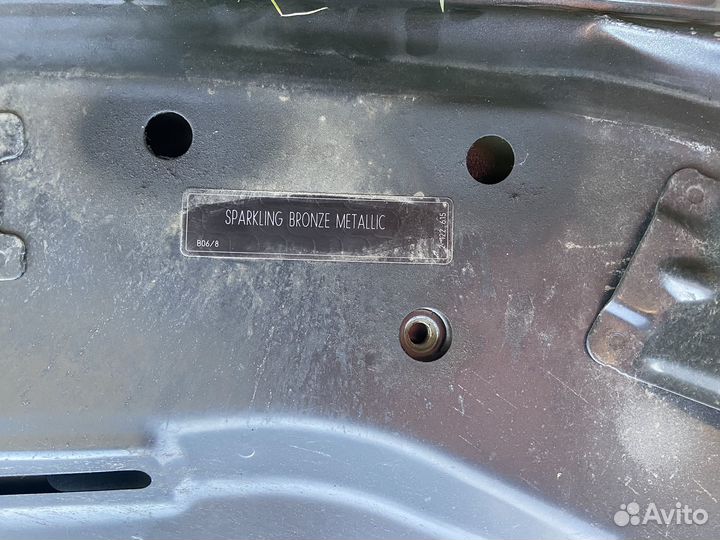 SPARKLING BRONZE METALLIC
B06/8
Avito